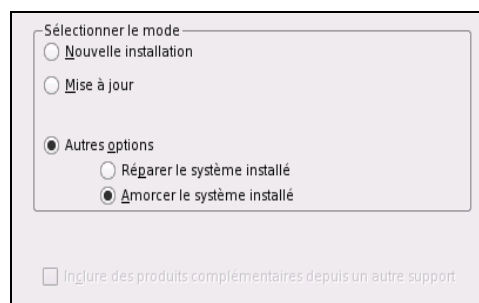 Sélectionner le mode
Nouvelle installation
Mise à jour
Autres options
Réparer le système installé
Amorcer le système installé
Inclure des produits complémentaires depuis un autre support